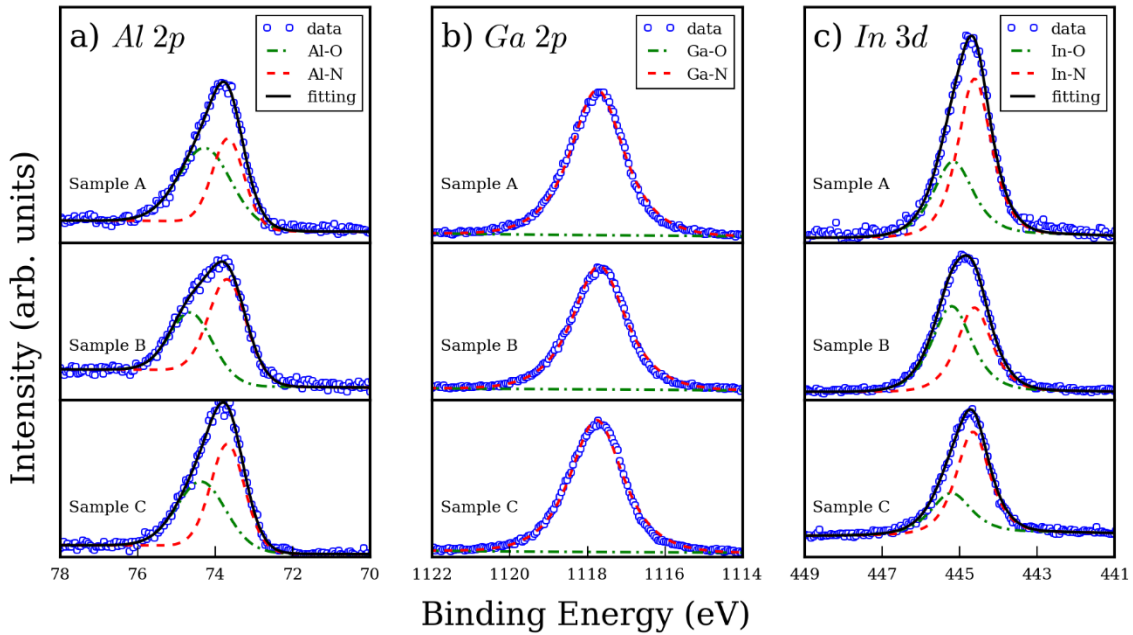 a) Al 2p
data
Al-O
Al-N
fitting
Sample A
Sample B
Sample C
78 76 74 72 70
b) Ga 2p
data
Ga-O
Ga-N
Sample A
Sample B
Sample C
1122 1120 1118 1116 1114
c) In 3d
data
In-O
In-N
fitting
Sample A
Sample B
Sample C
449 447 445 443 441
Intensity (arb. units)
Binding Energy (eV)